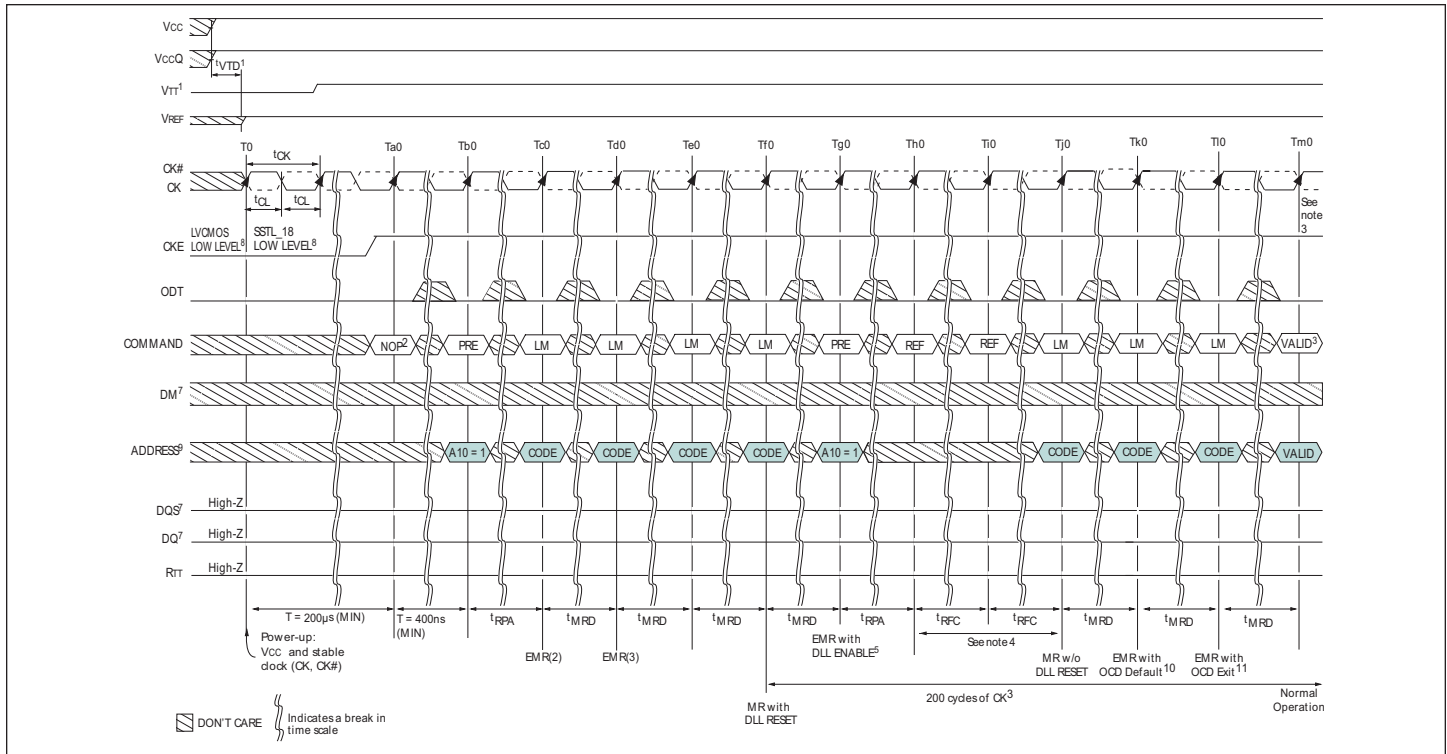 VCC
VCCQ
tVTD1
VTT1
VREF
T0 Ta0 Tb0 Tc0 Td0 Te0 Tf0 Tg0 Th0 Ti0 Tj0 Tk0 Tl0 Tm0
tCK
CK#
CK
tCL tCL
See
note
3
LVCMOS
LOW LEVEL8
SSTL_18
LOW LEVEL8
CKE
ODT
COMMAND NOP2 PRE LM LM LM LM PRE REF REF LM LM LM VALID3
DM7
ADDRESS9 A10 = 1 CODE CODE CODE CODE A10 = 1 CODE CODE CODE VALID
DQS7 High-Z
DQ7 High-Z
RTT High-Z
T = 200µs (MIN)
T = 400ns
(MIN)
tRPA tMRD tMRD tMRD tMRD tRPA tRFC tRFC tMRD tMRD tMRD
Power-up:
VCC and stable
clock (CK, CK#)
EMR(2) EMR(3)
EMR with
DLL ENABLE5
See note 4
MR w/o
DLL RESET
EMR with
OCD Default10
EMR with
OCD Exit11
200 cycles of CK3
MR with
DLL RESET
Normal
Operation
DON'T CARE
Indicates a break in
time scale